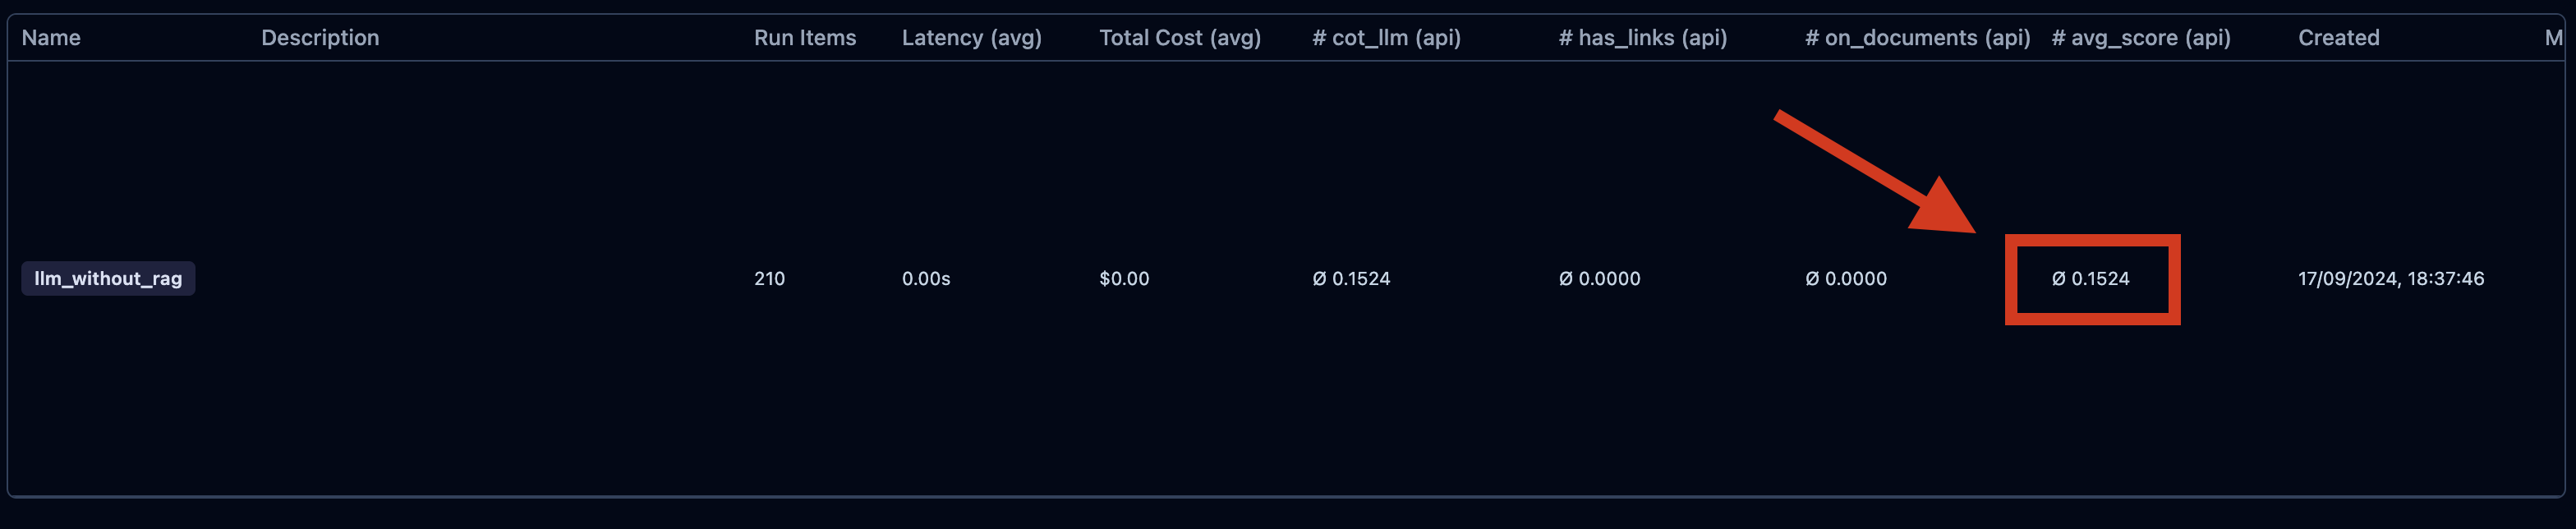 Name Description Run Items Latency (avg) Total Cost (avg) # cot_llm (api) # has_links (api) # on_documents (api) # avg_score (api) Created M
llm_without_rag 210 0.00s $0.00 Ø 0.1524 Ø 0.0000 Ø 0.0000 Ø 0.1524 17/09/2024, 18:37:46